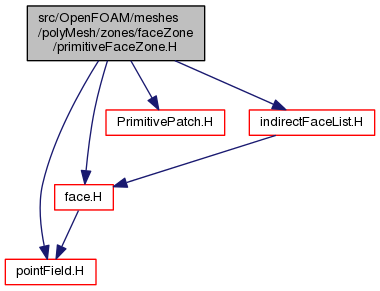 src/OpenFOAM/meshes
/polyMesh/zones/faceZone
/primitiveFaceZone.H
PrimitivePatch.H
indirectFaceList.H
face.H
pointField.H